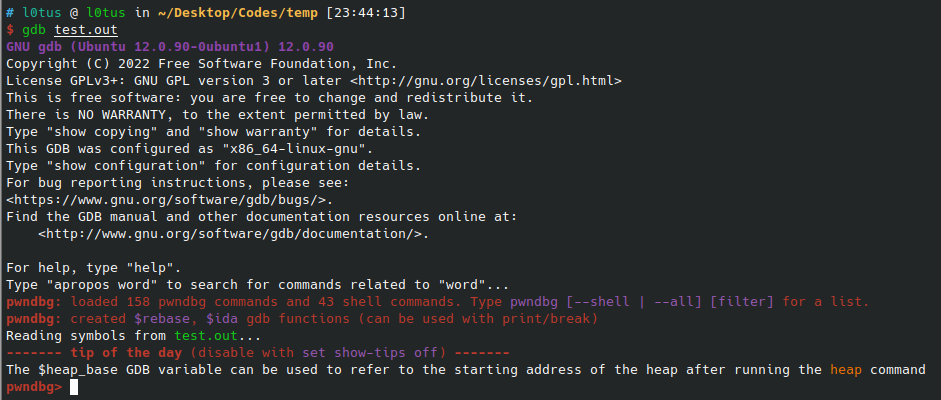 # l0tus @ l0tus in ~/Desktop/Codes/temp [23:44:13]
$ gdb test.out
GNU gdb (Ubuntu 12.0.90-0ubuntu1) 12.0.90
Copyright (C) 2022 Free Software Foundation, Inc.
License GPLv3+: GNU GPL version 3 or later <http://gnu.org/licenses/gpl.html>
This is free software: you are free to change and redistribute it.
There is NO WARRANTY, to the extent permitted by law.
Type "show copying" and "show warranty" for details.
This GDB was configured as "x86_64-linux-gnu".
Type "show configuration" for configuration details.
For bug reporting instructions, please see:
<https://www.gnu.org/software/gdb/bugs/>.
Find the GDB manual and other documentation resources online at:
    <http://www.gnu.org/software/gdb/documentation/>.

For help, type "help".
Type "apropos word" to search for commands related to "word"...
pwndbg: loaded 158 pwndbg commands and 43 shell commands. Type pwndbg [--shell | --all] [filter] for a list.
pwndbg: created $rebase, $ida gdb functions (can be used with print/break)
Reading symbols from test.out...
------- tip of the day (disable with set show-tips off) -------
The $heap_base GDB variable can be used to refer to the starting address of the heap after running the heap command
pwndbg>